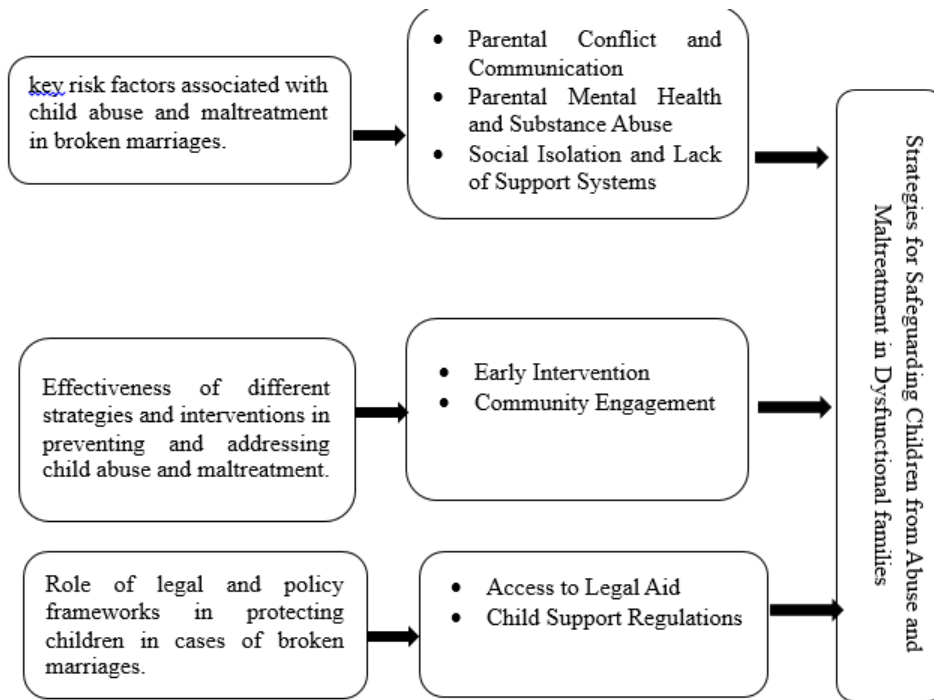 key risk factors associated with
child abuse and maltreatment
in broken marriages.
• Parental Conflict and
Communication
• Parental Mental Health
and Substance Abuse
• Social Isolation and Lack
of Support Systems
Effectiveness of different
strategies and interventions in
preventing and addressing
child abuse and maltreatment.
• Early Intervention
• Community Engagement
Role of legal and policy
frameworks in protecting
children in cases of broken
marriages.
• Access to Legal Aid
• Child Support Regulations
Strategies for Safeguarding Children from Abuse and
Maltreatment in Dysfunctional families